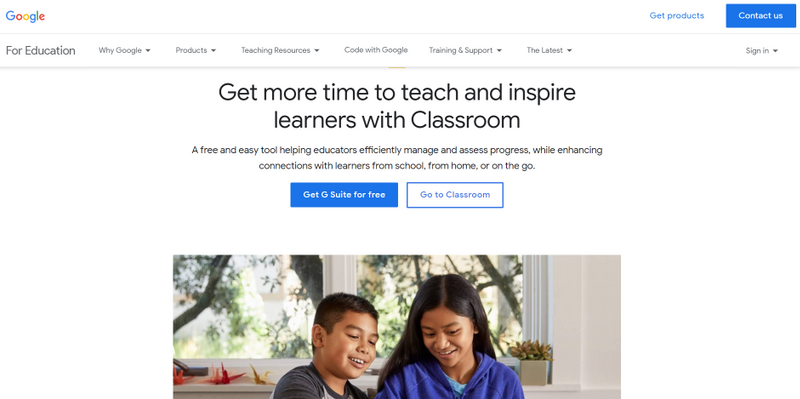 Google
Get products
Contact us
For Education
Why Google
Products
Teaching Resources
Code with Google
Training & Support
The Latest
Sign in
Get more time to teach and inspire
learners with Classroom
A free and easy tool helping educators efficiently manage and assess progress, while enhancing
connections with learners from school, from home, or on the go.
Get G Suite for free
Go to Classroom